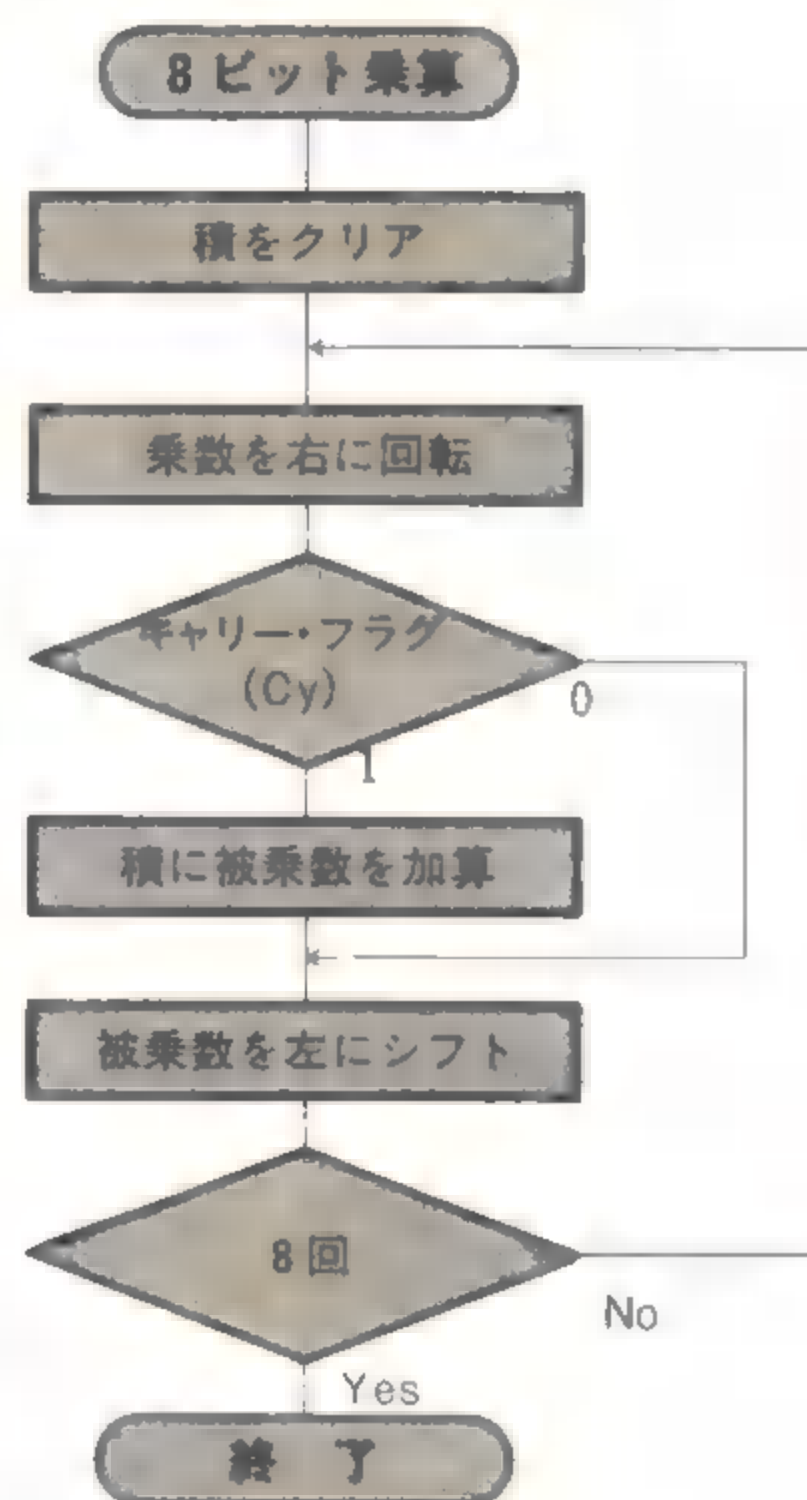 8ビット乗算
積をクリア
乗数を右に回転
キャリー・フラグ
(Cy)
0
1
積に被乗数を加算
被乗数を左にシフト
8回
No
Yes
終 了